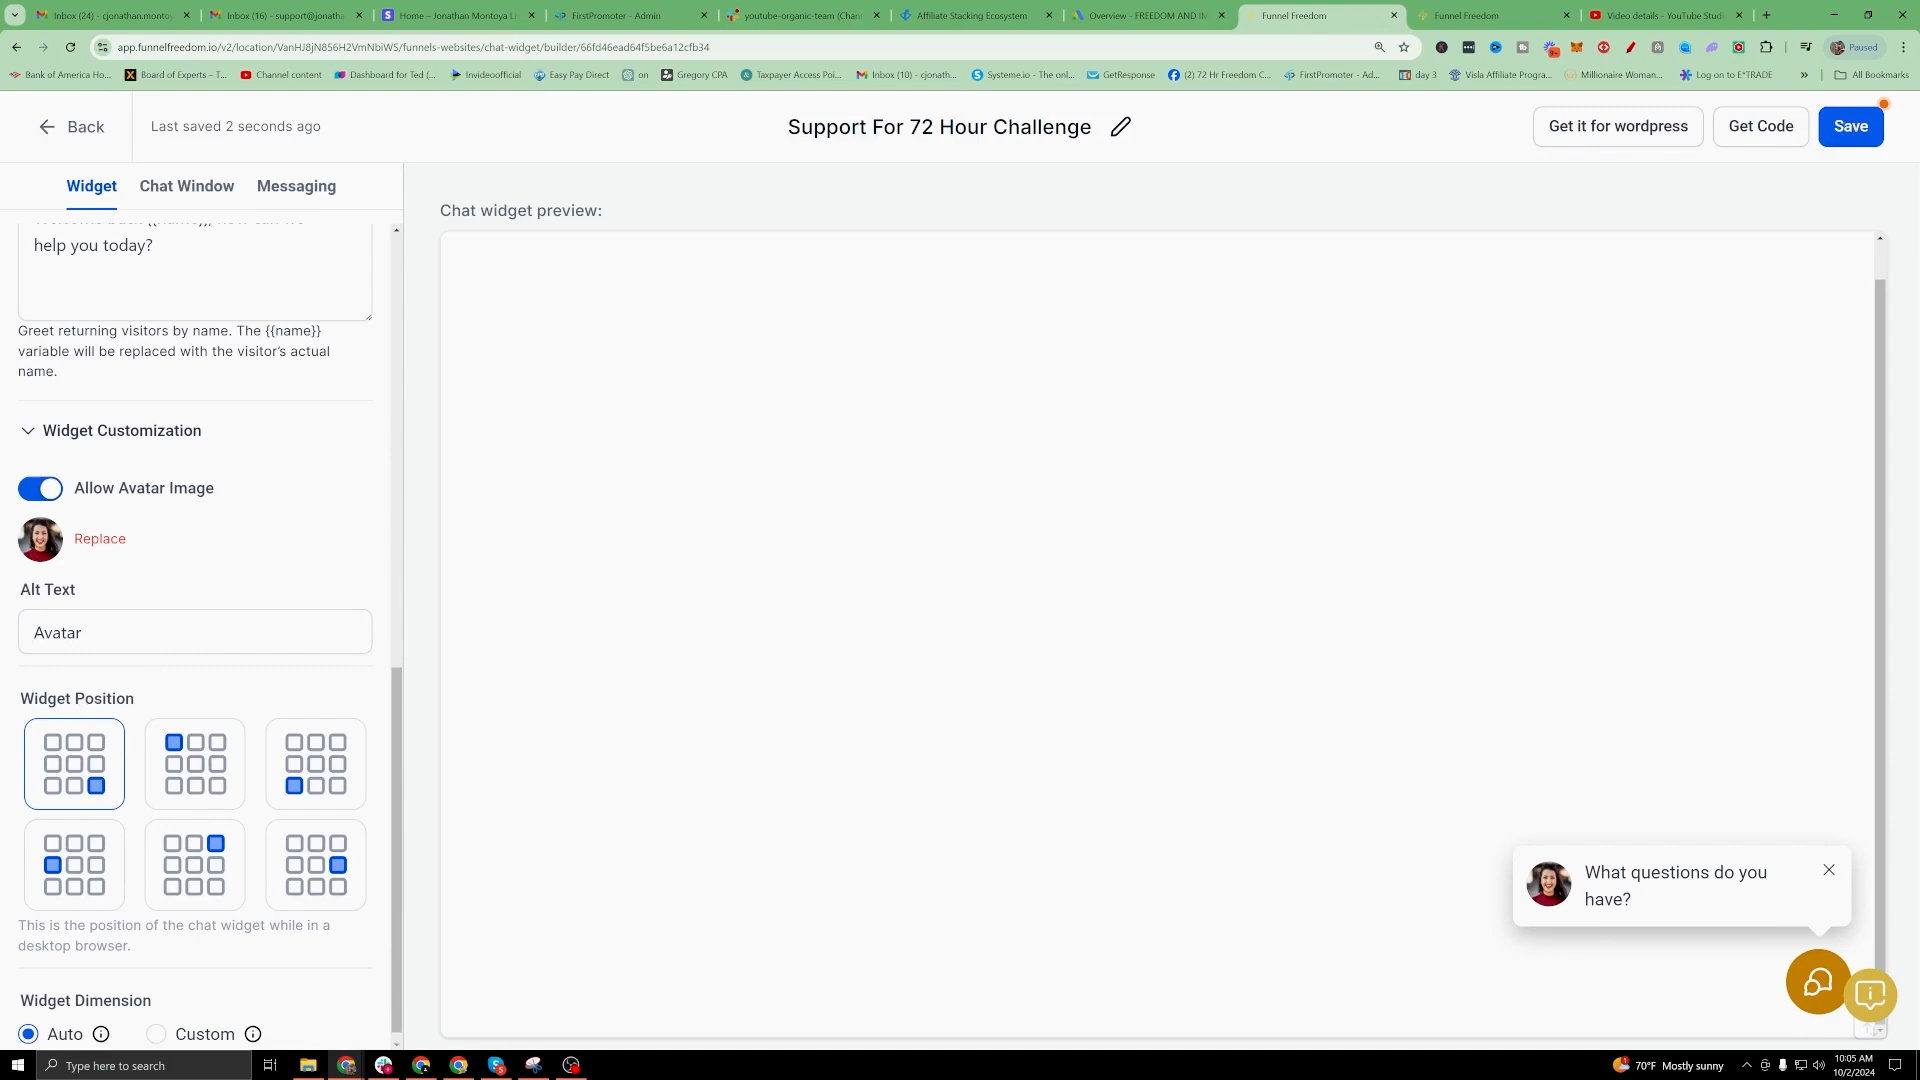 Inbox (24) - cjonathan.monto
Inbox (16) - support@jonatha
Home – Jonathan Montoya Li
FirstPromoter - Admin
youtube-organic-team (Chan
Affiliate Stacking Ecosystem
Overview - FREEDOM AND IM
Funnel Freedom
Funnel Freedom
Video details - YouTube Studi
app.funnelfreedom.io/v2/location/VanHJ8jN856H2VmNbiWS/funnels-websites/chat-widget/builder/66fd46ead64f5be6a12cfb34
Paused
Bank of America Ho...
Board of Experts – T...
Channel content
Dashboard for Ted (...
Invideoofficial
Easy Pay Direct
on
Gregory CPA
Taxpayer Access Poi...
Inbox (10) - cjonath...
Systeme.io - The onl...
GetResponse
(2) 72 Hr Freedom C...
FirstPromoter - Ad...
day 3
Visla Affiliate Progra...
Millionaire Woman...
Log on to E*TRADE
All Bookmarks
Back
Last saved 2 seconds ago
Support For 72 Hour Challenge
Get it for wordpress
Get Code
Save
Widget
Chat Window
Messaging
help you today?
Greet returning visitors by name. The {{name}}
variable will be replaced with the visitor's actual
name.
Widget Customization
Allow Avatar Image
Replace
Alt Text
Avatar
Widget Position
This is the position of the chat widget while in a
desktop browser.
Widget Dimension
Auto
Custom
Chat widget preview:
What questions do you
have?
Type here to search
70°F Mostly sunny
10:05 AM
10/2/2024